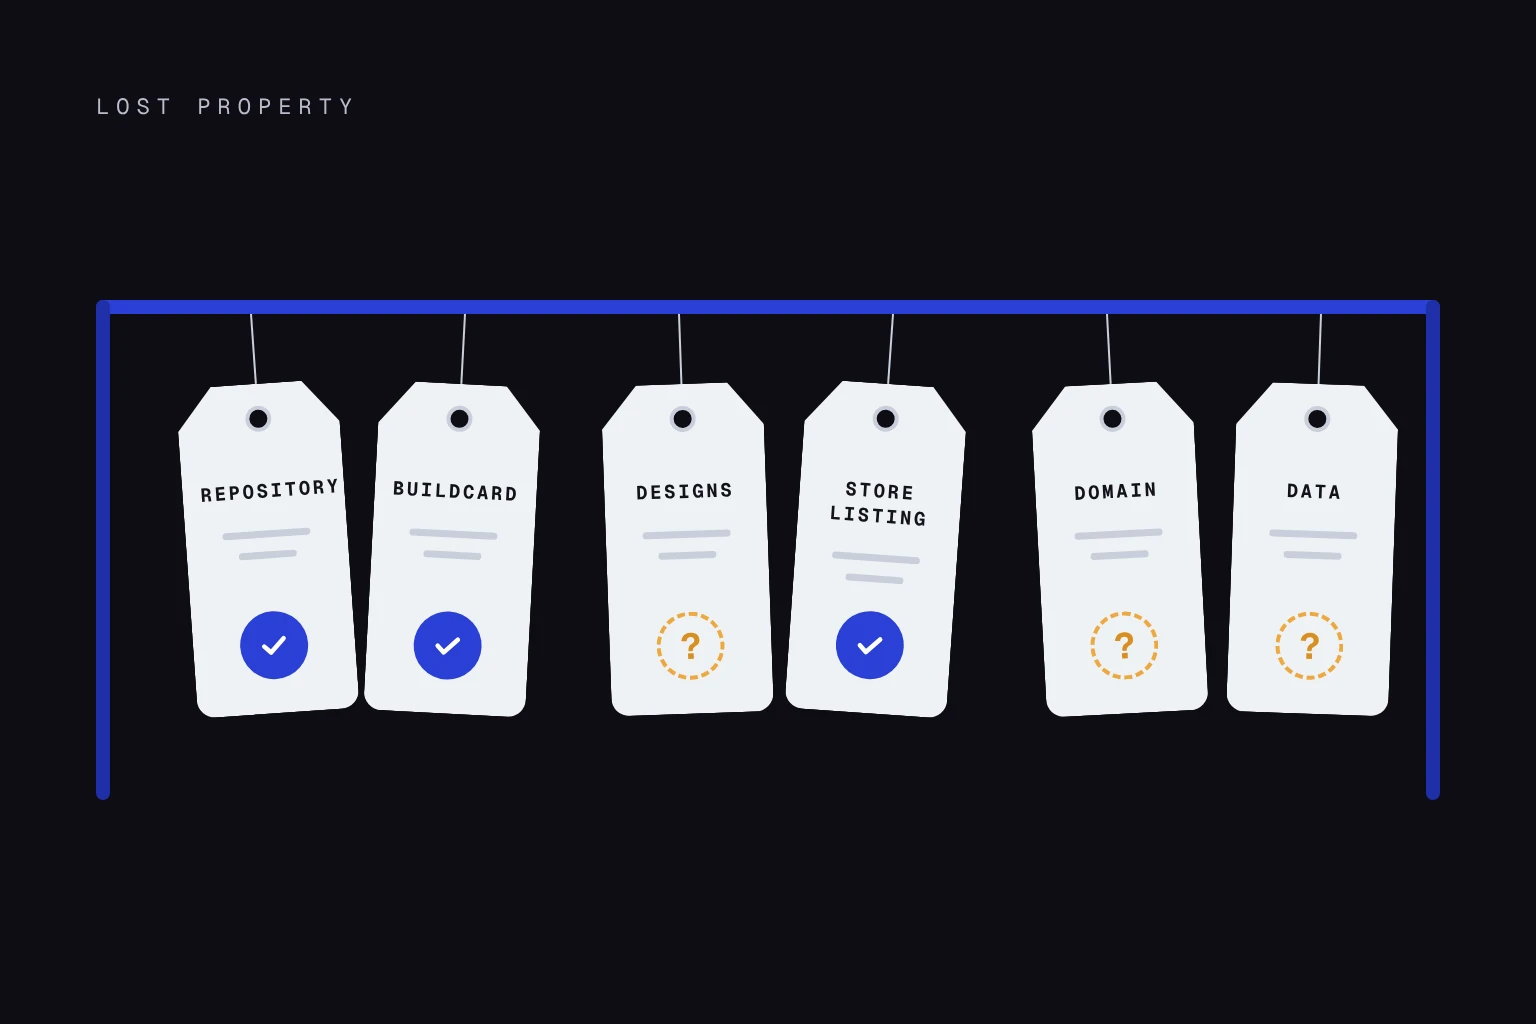 LOST PROPERTY
REPOSITORY
BUILDCARD
DESIGNS
?
STORE
LISTING
DOMAIN
?
DATA
?